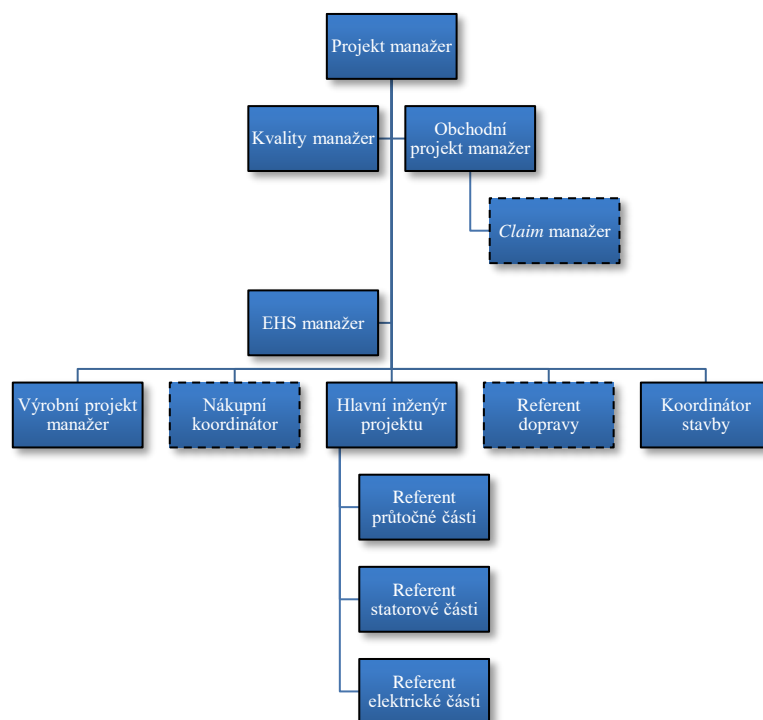 Projekt manažer
Kvality manažer
Obchodní
projekt manažer
Claim manažer
EHS manažer
Výrobní projekt
manažer
Nákupní
koordinátor
Hlavní inženýr
projektu
Referent
dopravy
Koordinátor
stavby
Referent
průtočné části
Referent
statorové části
Referent
elektrické části